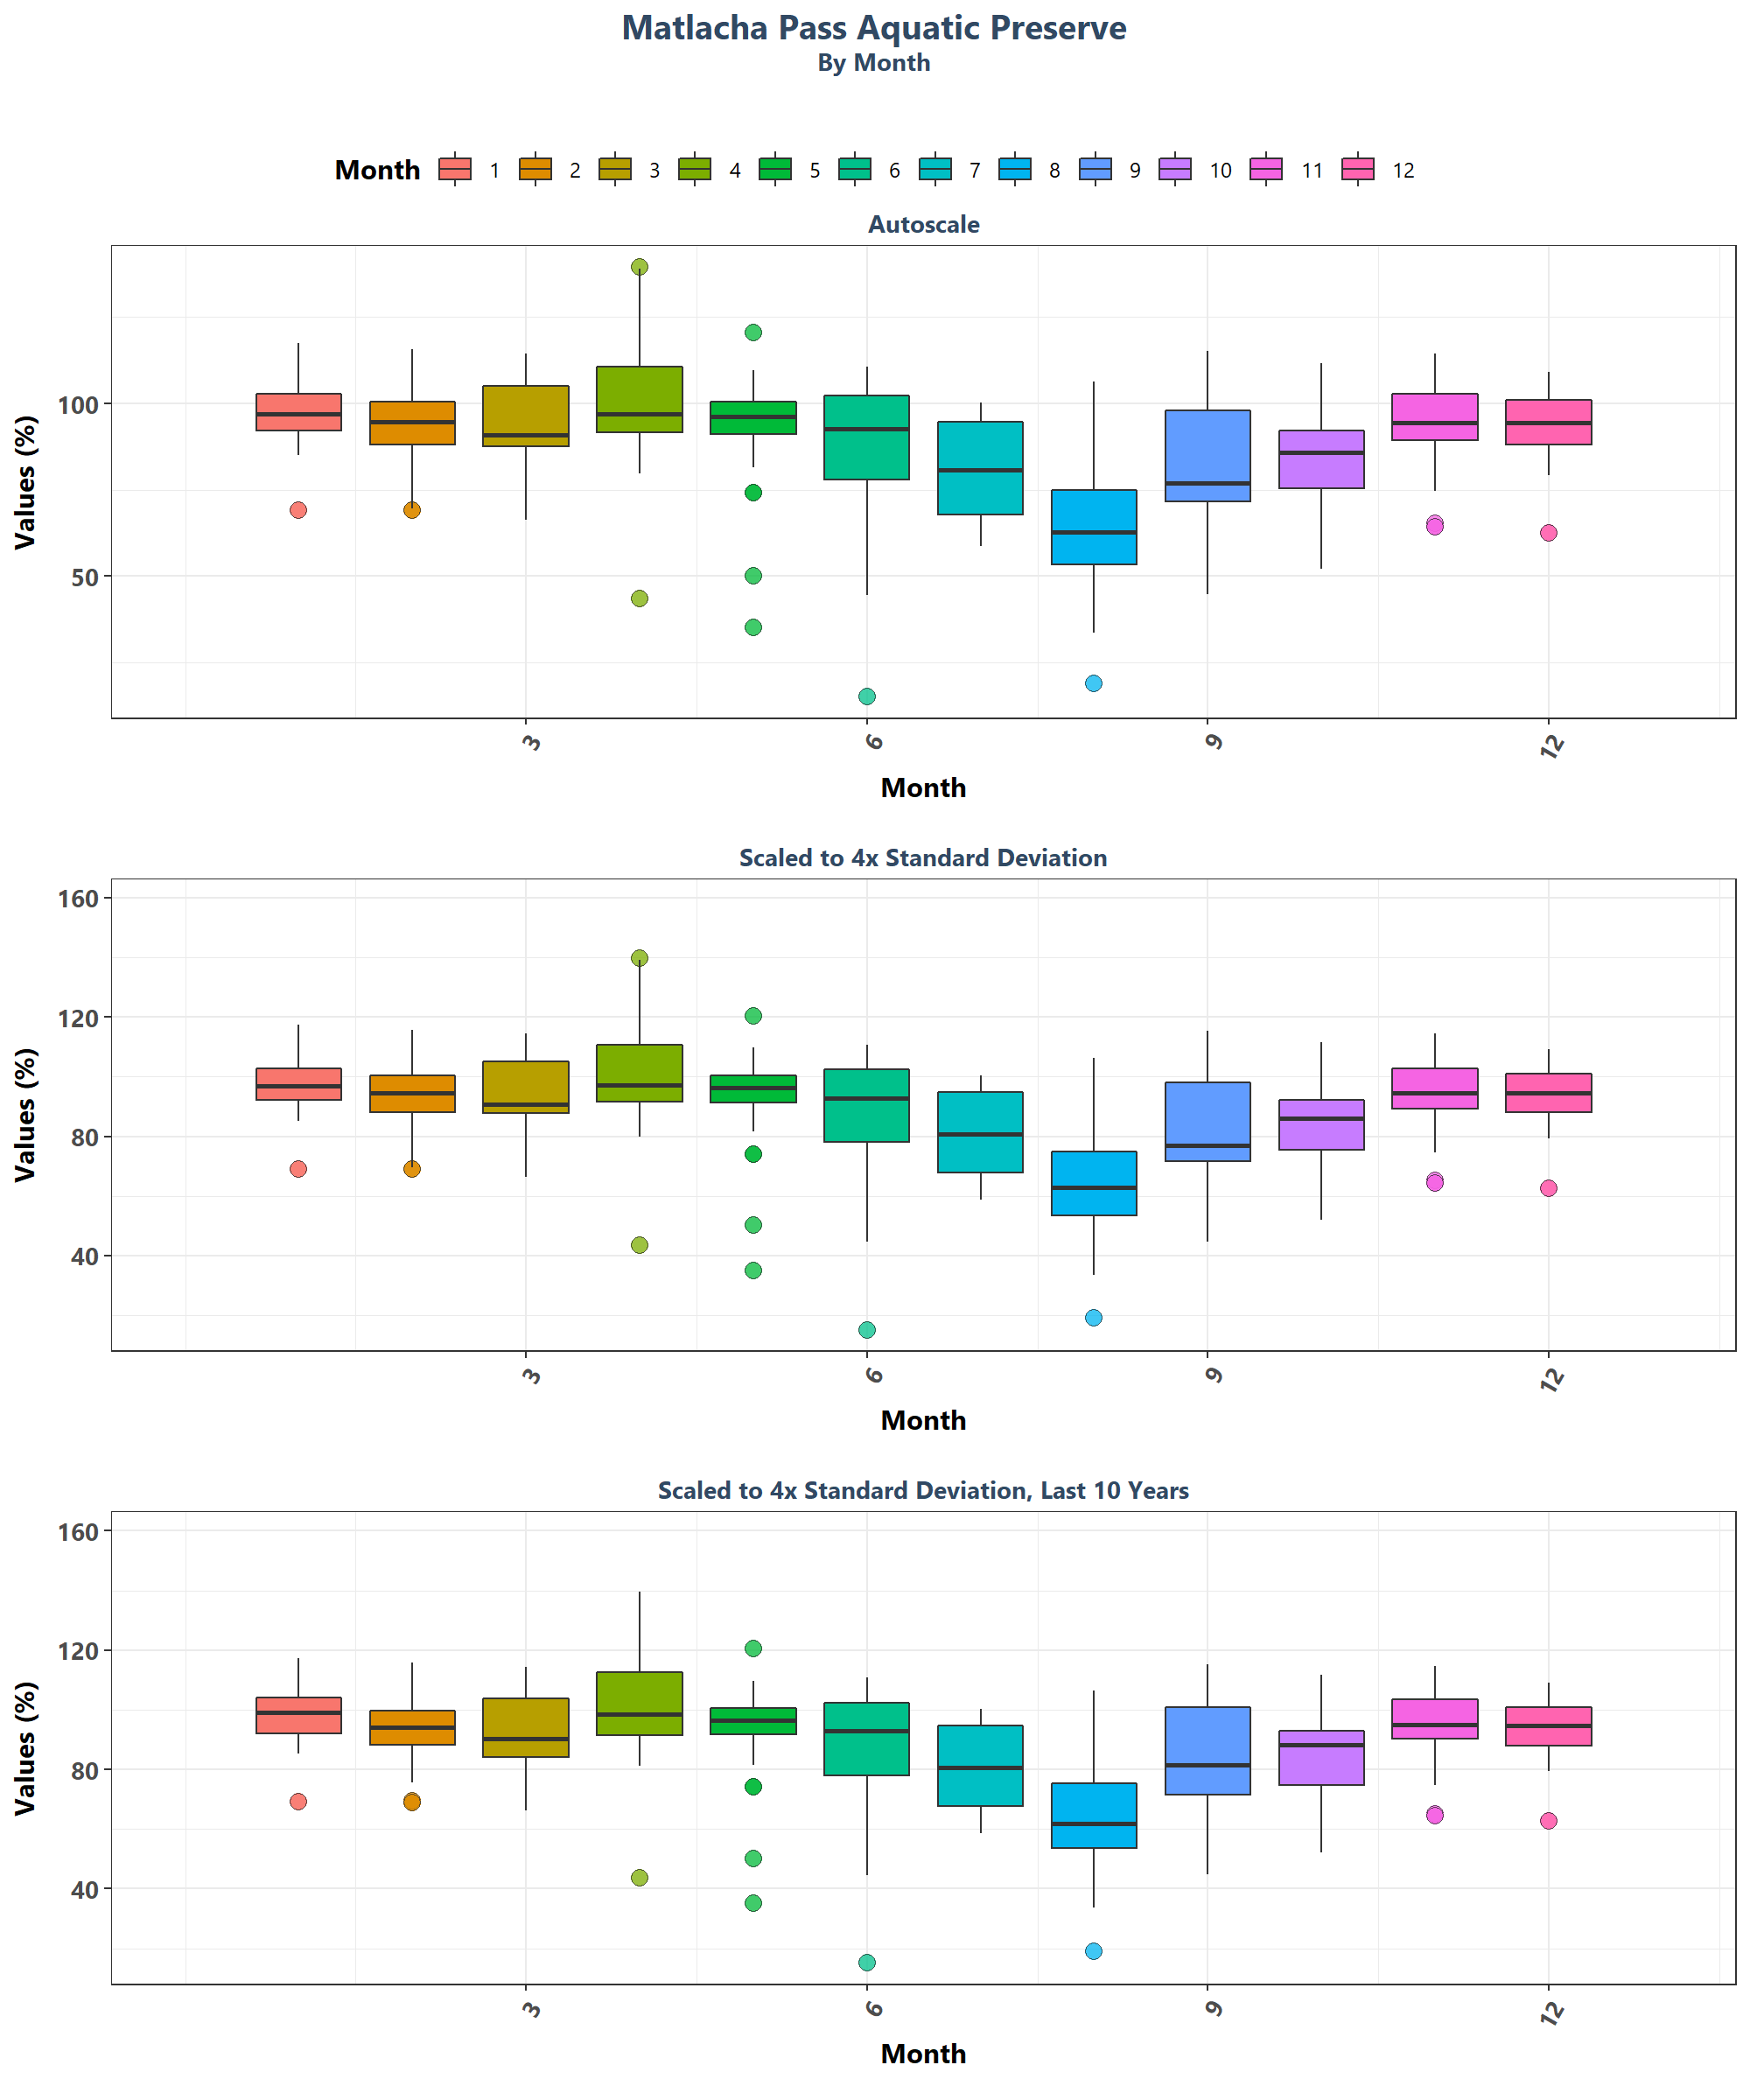 Matlacha Pass Aquatic Preserve
By Month
Month 1 2 3 4 5 6 7 8 9 10 11 12
Autoscale
Values (%)
100
50
3 6 9 12
Month
Scaled to 4x Standard Deviation
Values (%)
160
120
80
40
3 6 9 12
Month
Scaled to 4x Standard Deviation, Last 10 Years
Values (%)
160
120
80
40
3 6 9 12
Month